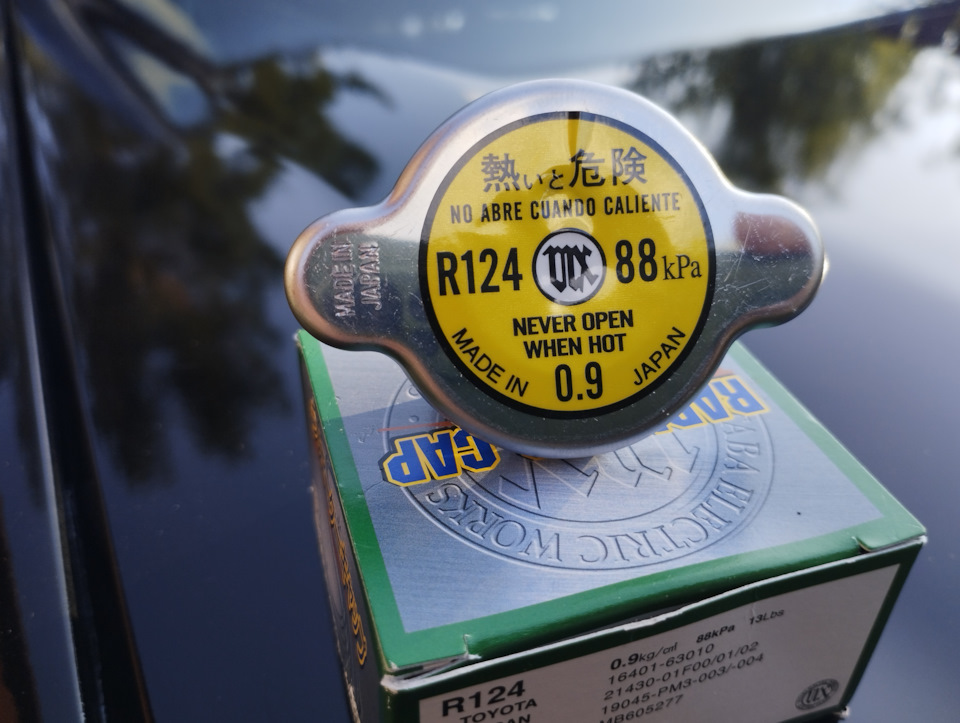 熱いと危険
NO ABRE CUANDO CALIENTE
R124 88kPa
NEVER OPEN
WHEN HOT
MADE IN 0.9 JAPAN
MADE IN
JAPAN
CAP
ELECTRIC WORKS
0.9kg/c㎡ 88kPa 13Lbs
R124
TOYOTA
16401-63010
21430-01F00/01/02
19045-PM3-003/-004
MB605277